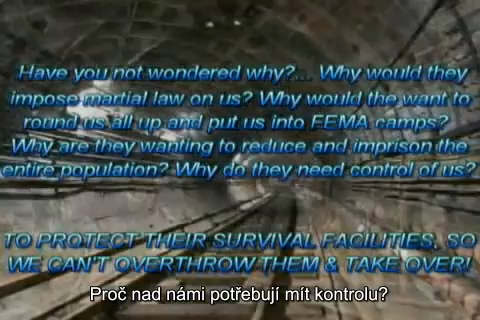 Have you not wondered why?... Why would they
impose martial law on us? Why would the want to
round us all up and put us into FEMA camps?
Why are they wanting to reduce and imprison the
entire population? Why do they need control of us?
TO PROTECT THEIR SURVIVAL FACILITIES, SO
WE CAN'T OVERTHROW THEM & TAKE OVER!
Proč nad námi potřebují mít kontrolu?